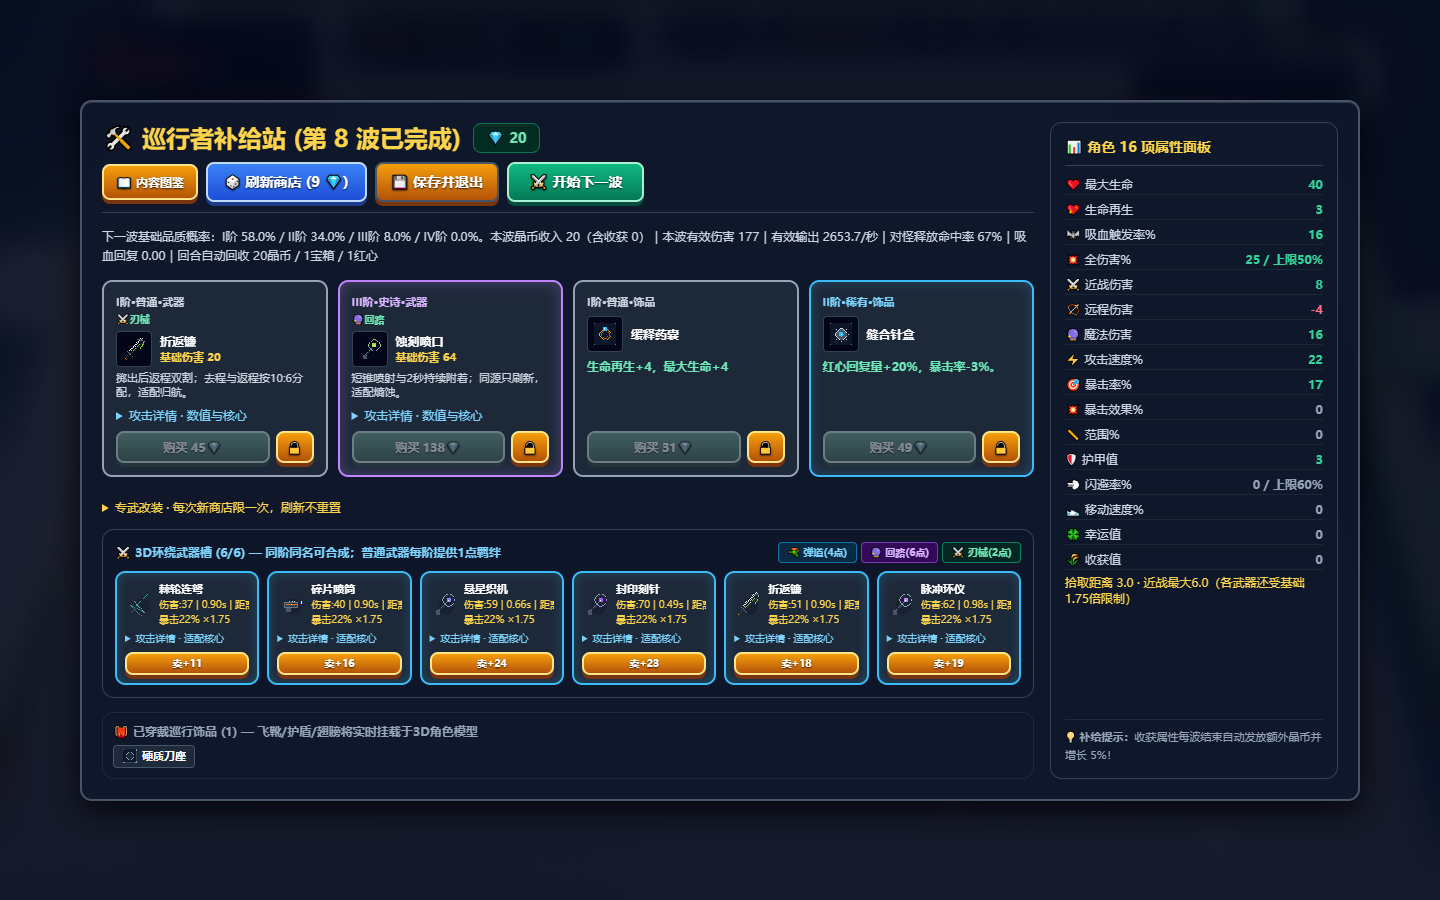 巡行者补给站 (第 8 波已完成) 20
内容图鉴 刷新商店 (9 ) 保存并退出 开始下一波
下一波基础品质概率：I阶 58.0% / II阶 34.0% / III阶 8.0% / IV阶 0.0%。本波晶币收入 20（含收获 0） | 本波有效伤害 177 | 有效输出 2653.7/秒 | 对怪释放命中率 67% | 吸
血回复 0.00 | 回合自动回收 20晶币 / 1宝箱 / 1红心
I阶•普通•武器
刃械
折返镰
基础伤害 20
掷出后返程双割；去程与返程按10:6分
配，适配归航。
攻击详情 · 数值与核心
购买 45
III阶•史诗•武器
回路
蚀刻喷口
基础伤害 64
短锥喷射与2秒持续附着；同源只刷新，
适配熵蚀。
攻击详情 · 数值与核心
购买 138
I阶•普通•饰品
缓释药囊
生命再生+4，最大生命+4
购买 31
II阶•稀有•饰品
缝合针盒
红心回复量+20%，暴击率-3%。
购买 49
专武改装 · 每次新商店限一次，刷新不重置
3D环绕武器槽 (6/6) — 同阶同名可合成；普通武器每阶提供1点羁绊
弹道(4点) 回路(6点) 刃械(2点)
棘轮连弩
伤害:37 | 0.90s | 距
暴击22% ×1.75
攻击详情 · 适配核心
卖+11
碎片喷筒
伤害:40 | 0.90s | 距
暴击22% ×1.75
攻击详情 · 适配核心
卖+16
悬星织机
伤害:59 | 0.66s | 距
暴击22% ×1.75
攻击详情 · 适配核心
卖+24
封印刻针
伤害:70 | 0.49s | 距
暴击22% ×1.75
攻击详情 · 适配核心
卖+23
折返镰
伤害:51 | 0.90s | 距
暴击22% ×1.75
攻击详情 · 适配核心
卖+18
脉冲环仪
伤害:62 | 0.98s | 距
暴击22% ×1.75
攻击详情 · 适配核心
卖+19
已穿戴巡行饰品 (1) — 飞靴/护盾/翅膀将实时挂载于3D角色模型
硬质刀座
角色 16 项属性面板
最大生命 40
生命再生 3
吸血触发率% 16
全伤害% 25 / 上限50%
近战伤害 8
远程伤害 -4
魔法伤害 16
攻击速度% 22
暴击率% 17
暴击效果% 0
范围% 0
护甲值 3
闪避率% 0 / 上限60%
移动速度% 0
幸运值 0
收获值 0
拾取距离 3.0 · 近战最大6.0（各武器还受基础
1.75倍限制）
补给提示：收获属性每波结束自动发放额外晶币并
增长 5%!